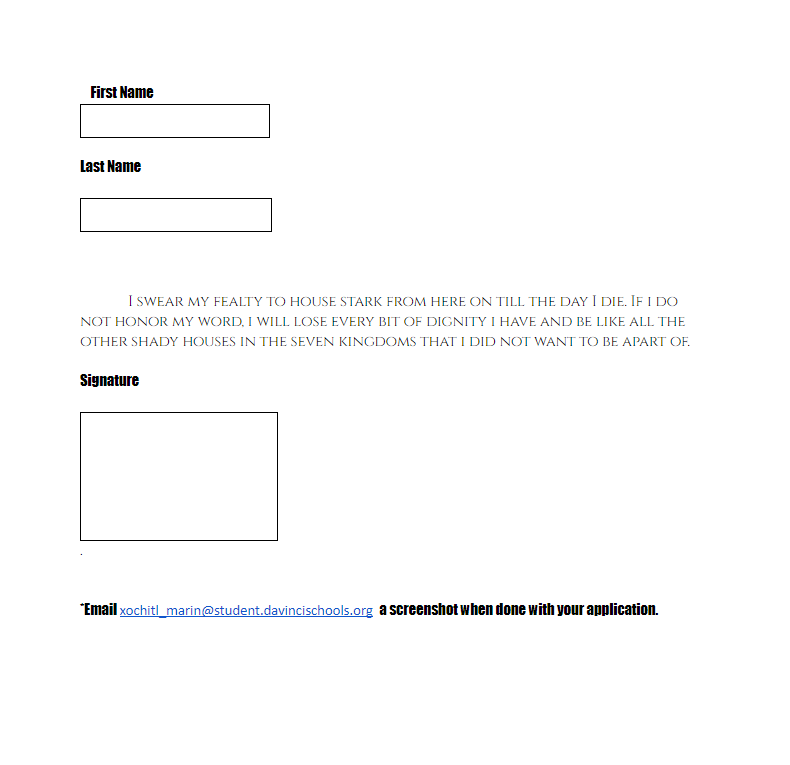 First Name
Last Name
I swear my fealty to house stark from here on till the day I die. If i do
not honor my word, i will lose every bit of dignity i have and be like all the
other shady houses in the seven kingdoms that i did not want to be apart of.
Signature
.
*Email xochitl_marin@student.davincischools.org a screenshot when done with your application.